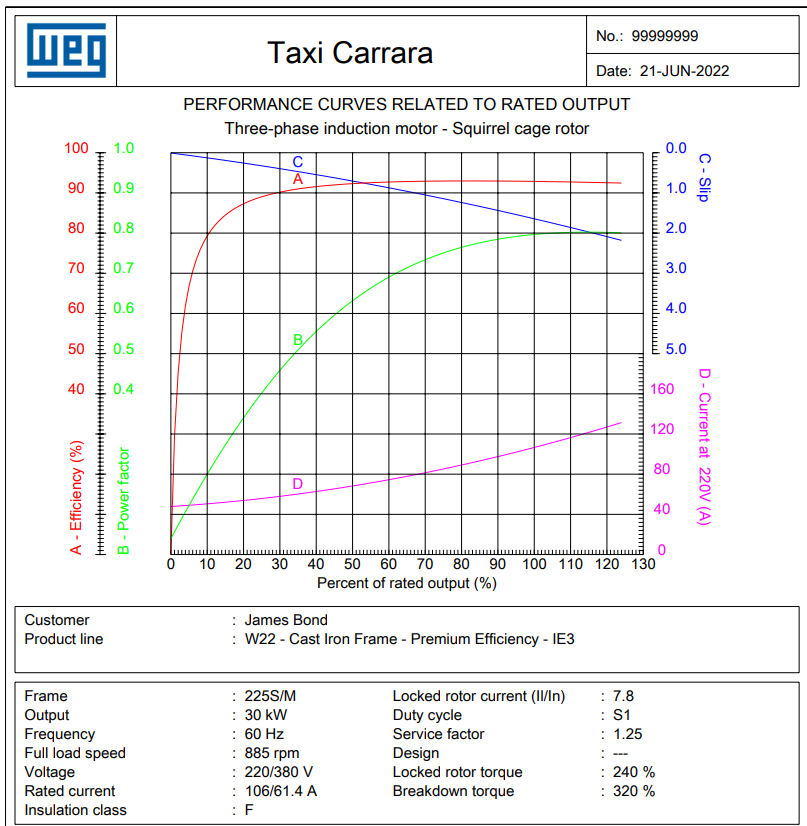 WEG
Taxi Carrara
No.: 99999999
Date: 21-JUN-2022
PERFORMANCE CURVES RELATED TO RATED OUTPUT
Three-phase induction motor - Squirrel cage rotor
100 1.0 0.0
90 0.9 1.0
80 0.8 2.0
70 0.7 3.0
60 0.6 4.0
50 0.5 5.0
40 0.4 160
120
80
40
0
A - Efficiency (%)
B - Power factor
C
A
B
D
C - Slip
D - Current at 220V (A)
0 10 20 30 40 50 60 70 80 90 100 110 120 130
Percent of rated output (%)
Customer : James Bond
Product line : W22 - Cast Iron Frame - Premium Efficiency - IE3
Frame : 225S/M Locked rotor current (Il/In) : 7.8
Output : 30 kW Duty cycle : S1
Frequency : 60 Hz Service factor : 1.25
Full load speed : 885 rpm Design : ---
Voltage : 220/380 V Locked rotor torque : 240 %
Rated current : 106/61.4 A Breakdown torque : 320 %
Insulation class : F